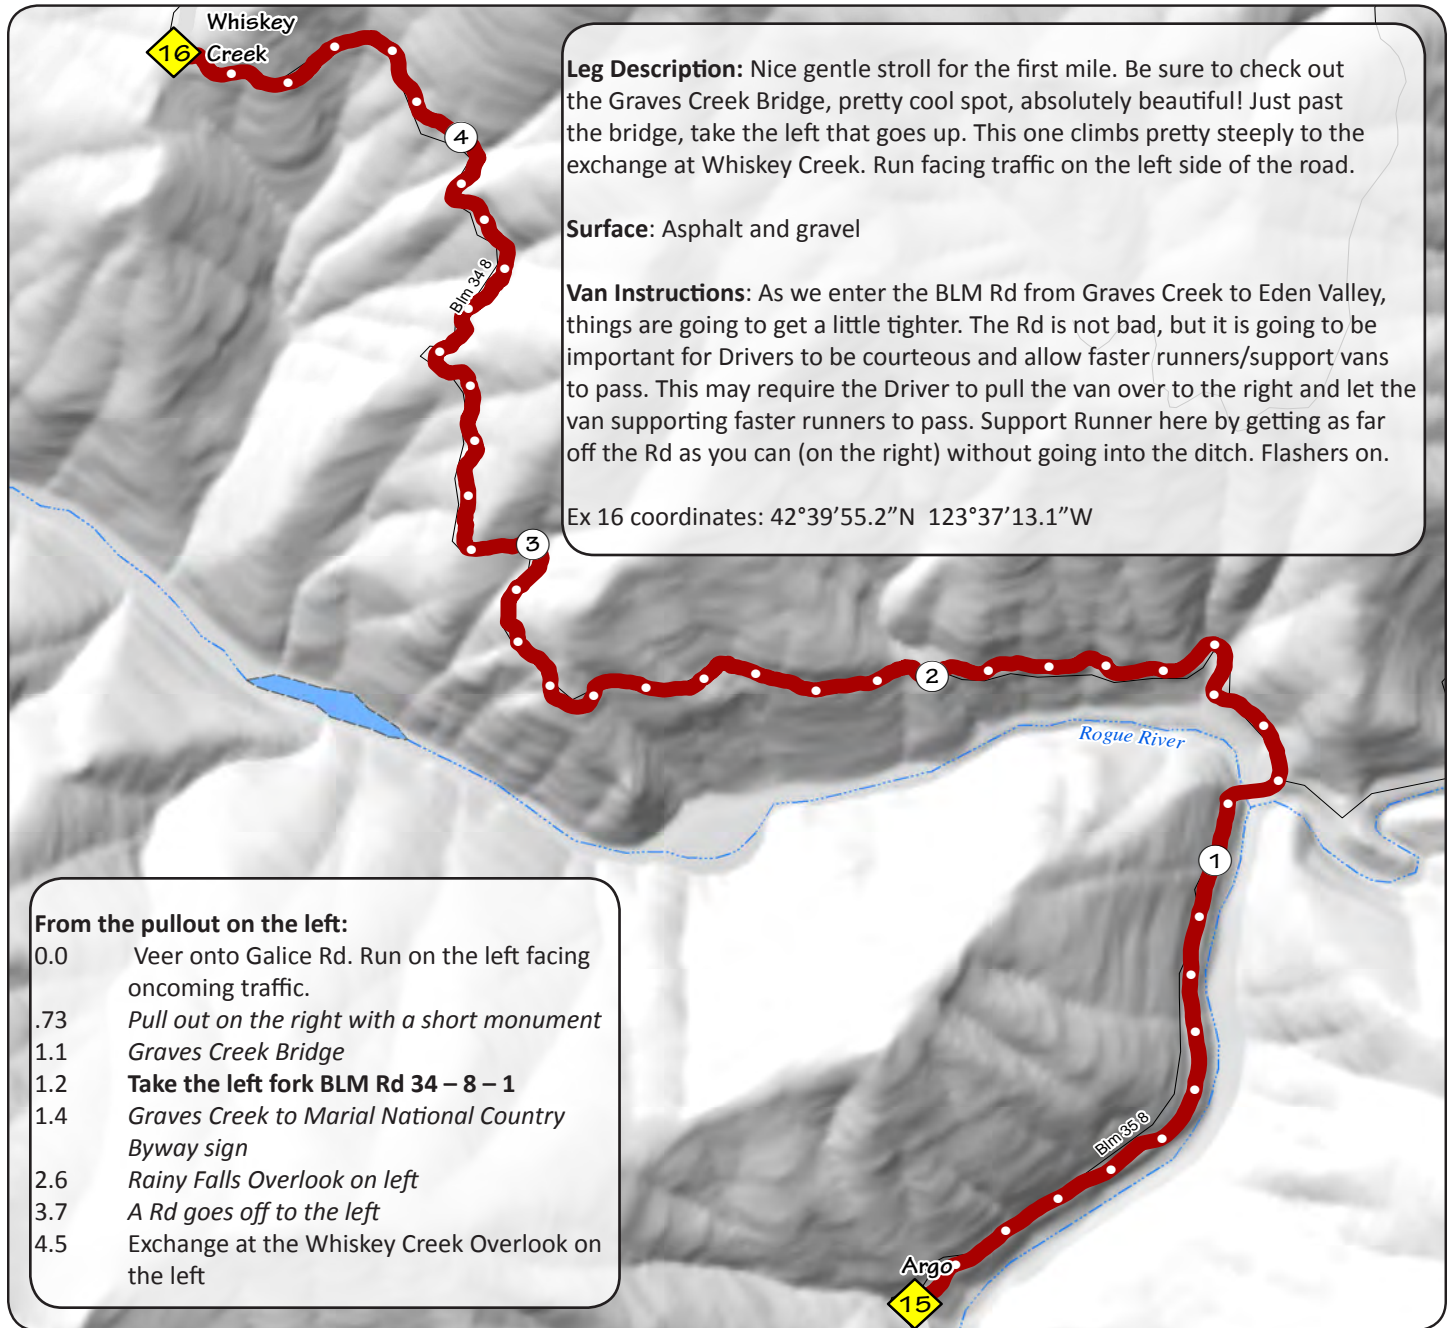 Whiskey
Creek
16
Leg Description: Nice gentle stroll for the first mile. Be sure to check out
the Graves Creek Bridge, pretty cool spot, absolutely beautiful! Just past
the bridge, take the left that goes up. This one climbs pretty steeply to the
exchange at Whiskey Creek. Run facing traffic on the left side of the road.
Surface: Asphalt and gravel
Van Instructions: As we enter the BLM Rd from Graves Creek to Eden Valley,
things are going to get a little tighter. The Rd is not bad, but it is going to be
important for Drivers to be courteous and allow faster runners/support vans
to pass. This may require the Driver to pull the van over to the right and let the
van supporting faster runners to pass. Support Runner here by getting as far
off the Rd as you can (on the right) without going into the ditch. Flashers on.
Ex 16 coordinates: 42°39’55.2”N  123°37’13.1”W
4
Blm 34 8
3
2
Rogue River
1
Blm 35 8
Argo
15
From the pullout on the left:
0.0 Veer onto Galice Rd. Run on the left facing
oncoming traffic.
.73 Pull out on the right with a short monument
1.1 Graves Creek Bridge
1.2 Take the left fork BLM Rd 34 – 8 – 1
1.4 Graves Creek to Marial National Country
Byway sign
2.6 Rainy Falls Overlook on left
3.7 A Rd goes off to the left
4.5 Exchange at the Whiskey Creek Overlook on
the left